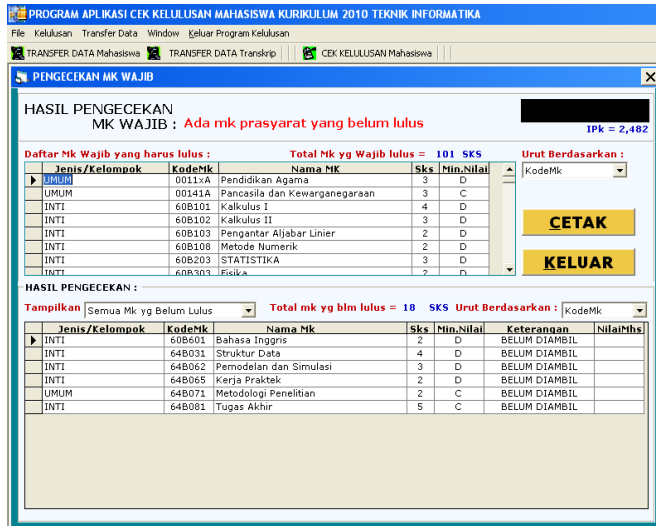 PROGRAM APLIKASI CEK KELULUSAN MAHASISWA KURIKULUM 2010 TEKNIK INFORMATIKA
File Kelulusan Transfer Data Window Keluar Program Kelulusan
TRANSFER DATA Mahasiswa TRANSFER DATA Transkrip CEK KELULUSAN Mahasiswa
PENGECEKAN MK WAJIB
HASIL PENGECEKAN
MK WAJIB : Ada mk prasyarat yang belum lulus
IPk = 2,482
Daftar Mk Wajib yang harus lulus : Total Mk yg Wajib lulus = 101 SKS Urut Berdasarkan :
KodeMk
Jenis/Kelompok KodeMk Nama MK Sks Min.Nilai
UMUM 0011xA Pendidikan Agama 3 D
UMUM 00141A Pancasila dan Kewarganegaraan 3 C
INTI 60B101 Kalkulus I 4 D
INTI 60B102 Kalkulus II 3 D
INTI 60B103 Pengantar Aljabar Linier 2 D
INTI 60B108 Metode Numerik 2 D
INTI 60B203 STATISTIKA 3 D
INTI 60B303 Fisika 2 D
CETAK
KELUAR
HASIL PENGECEKAN :
Tampilkan Semua Mk yg Belum Lulus Total mk yg blm lulus = 18 SKS Urut Berdasarkan : KodeMk
Jenis/Kelompok KodeMk Nama Mk Sks Min.Nilai Keterangan NilaiMhs
INTI 60B601 Bahasa Inggris 2 D BELUM DIAMBIL
INTI 64B031 Struktur Data 4 D BELUM DIAMBIL
INTI 64B062 Pemodelan dan Simulasi 3 D BELUM DIAMBIL
INTI 64B065 Kerja Praktek 2 D BELUM DIAMBIL
UMUM 64B071 Metodologi Penelitian 2 C BELUM DIAMBIL
INTI 64B081 Tugas Akhir 5 C BELUM DIAMBIL